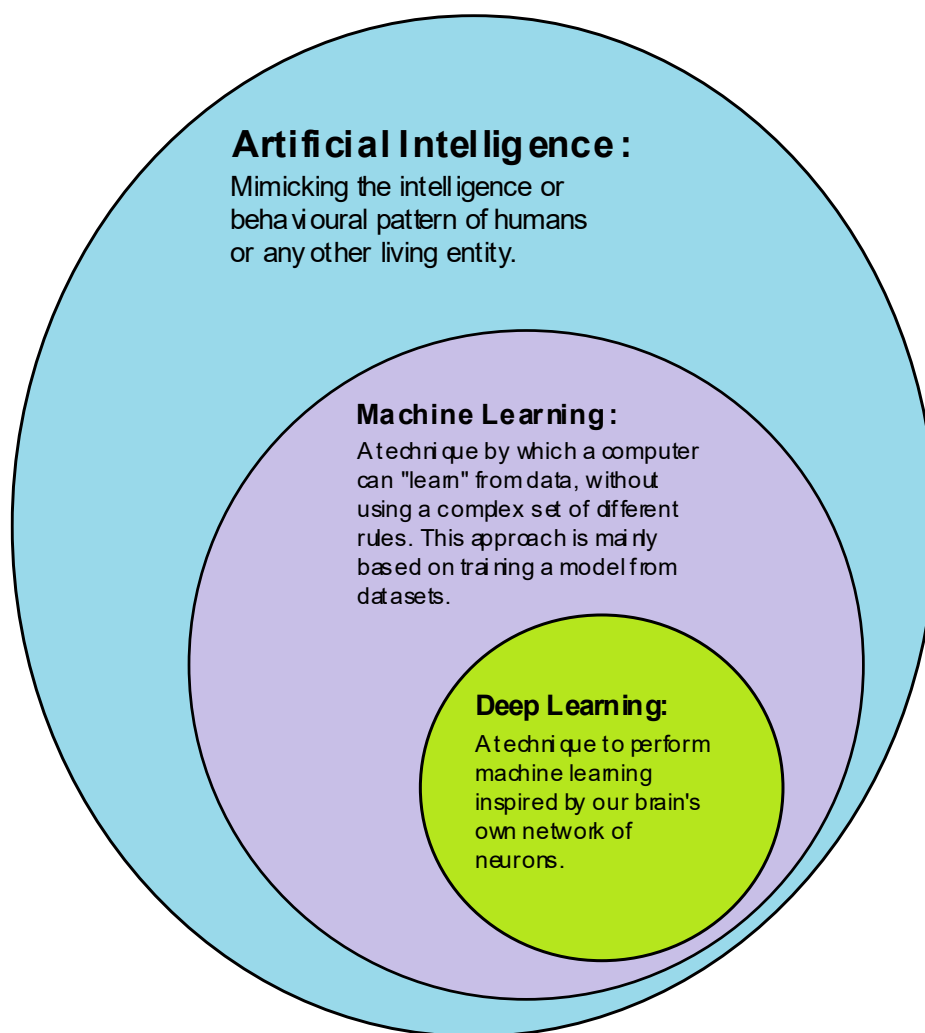 Artificial Intelligence:
Mimicking the intelligence or
behavioural pattern of humans
or any other living entity.
Machine Learning:
A technique by which a computer
can "learn" from data, without
using a complex set of different
rules. This approach is mainly
based on training a model from
datasets.
Deep Learning:
A technique to perform
machine learning
inspired by our brain's
own network of
neurons.